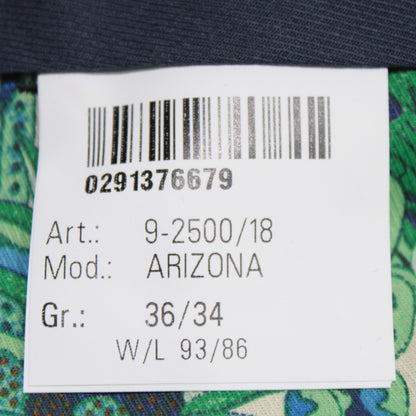 0291376679
Art.: 9-2500/18
Mod.: ARIZONA
Gr.: 36/34
W/L 93/86